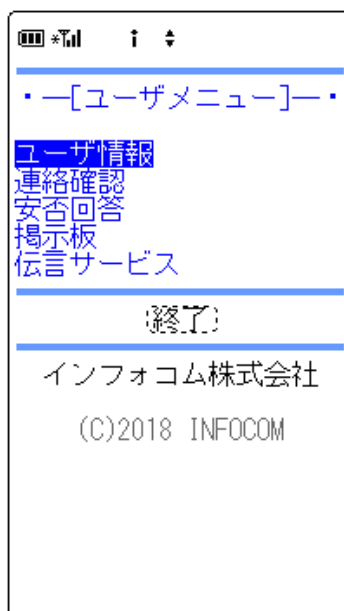 ・―[ユーザメニュー]―・
ユーザ情報
連絡確認
安否回答
掲示板
伝言サービス
終了
インフォコム株式会社
(C)2018 INFOCOM